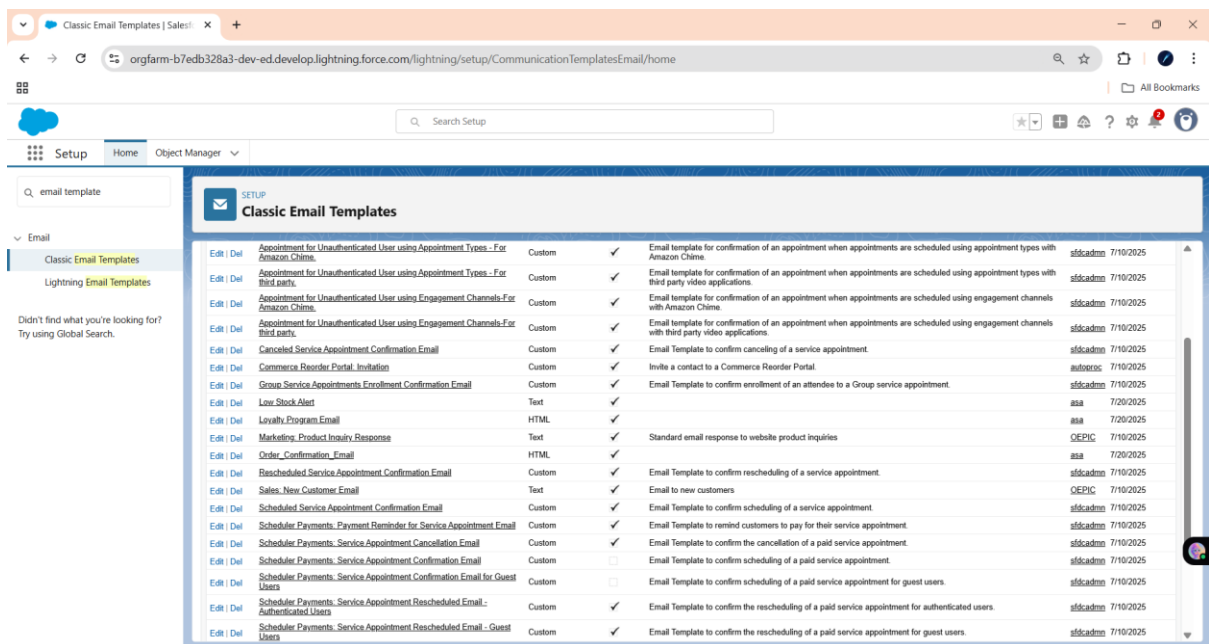 Classic Email Templates | Salesf
orgfarm-b7edb328a3-dev-ed.develop.lightning.force.com/lightning/setup/CommunicationTemplatesEmail/home
All Bookmarks
Search Setup
2
Setup Home Object Manager
email template
Email
Classic Email Templates
Lightning Email Templates
Didn't find what you're looking for?
Try using Global Search.
SETUP
Classic Email Templates
Edit | Del Appointment for Unauthenticated User using Appointment Types - For Amazon Chime. Custom Email template for confirmation of an appointment when appointments are scheduled using appointment types with Amazon Chime. sfdcadmn 7/10/2025
Edit | Del Appointment for Unauthenticated User using Appointment Types - For third party. Custom Email template for confirmation of an appointment when appointments are scheduled using appointment types with third party video applications. sfdcadmn 7/10/2025
Edit | Del Appointment for Unauthenticated User using Engagement Channels-For Amazon Chime. Custom Email template for confirmation of an appointment when appointments are scheduled using engagement channels with Amazon Chime. sfdcadmn 7/10/2025
Edit | Del Appointment for Unauthenticated User using Engagement Channels-For third party. Custom Email template for confirmation of an appointment when appointments are scheduled using engagement channels with third party video applications. sfdcadmn 7/10/2025
Edit | Del Canceled Service Appointment Confirmation Email Custom Email Template to confirm canceling of a service appointment. sfdcadmn 7/10/2025
Edit | Del Commerce Reorder Portal: Invitation Custom Invite a contact to a Commerce Reorder Portal. autoproc 7/10/2025
Edit | Del Group Service Appointments Enrollment Confirmation Email Custom Email Template to confirm enrollment of an attendee to a Group service appointment. sfdcadmn 7/10/2025
Edit | Del Low Stock Alert Text asa 7/20/2025
Edit | Del Loyalty Program Email HTML asa 7/20/2025
Edit | Del Marketing: Product Inquiry Response Text Standard email response to website product inquiries OEPIC 7/10/2025
Edit | Del Order_Confirmation_Email HTML asa 7/20/2025
Edit | Del Rescheduled Service Appointment Confirmation Email Custom Email Template to confirm rescheduling of a service appointment. sfdcadmn 7/10/2025
Edit | Del Sales: New Customer Email Text Email to new customers OEPIC 7/10/2025
Edit | Del Scheduled Service Appointment Confirmation Email Custom Email Template to confirm scheduling of a service appointment. sfdcadmn 7/10/2025
Edit | Del Scheduler Payments: Payment Reminder for Service Appointment Email Custom Email Template to remind customers to pay for their service appointment. sfdcadmn 7/10/2025
Edit | Del Scheduler Payments: Service Appointment Cancellation Email Custom Email Template to confirm the cancellation of a paid service appointment. sfdcadmn 7/10/2025
Edit | Del Scheduler Payments: Service Appointment Confirmation Email Custom Email Template to confirm scheduling of a paid service appointment. sfdcadmn 7/10/2025
Edit | Del Scheduler Payments: Service Appointment Confirmation Email for Guest Users Custom Email Template to confirm scheduling of a paid service appointment for guest users. sfdcadmn 7/10/2025
Edit | Del Scheduler Payments: Service Appointment Rescheduled Email - Authenticated Users Custom Email Template to confirm the rescheduling of a paid service appointment for authenticated users. sfdcadmn 7/10/2025
Edit | Del Scheduler Payments: Service Appointment Rescheduled Email - Guest Users Custom Email Template to confirm the rescheduling of a paid service appointment for guest users. sfdcadmn 7/10/2025